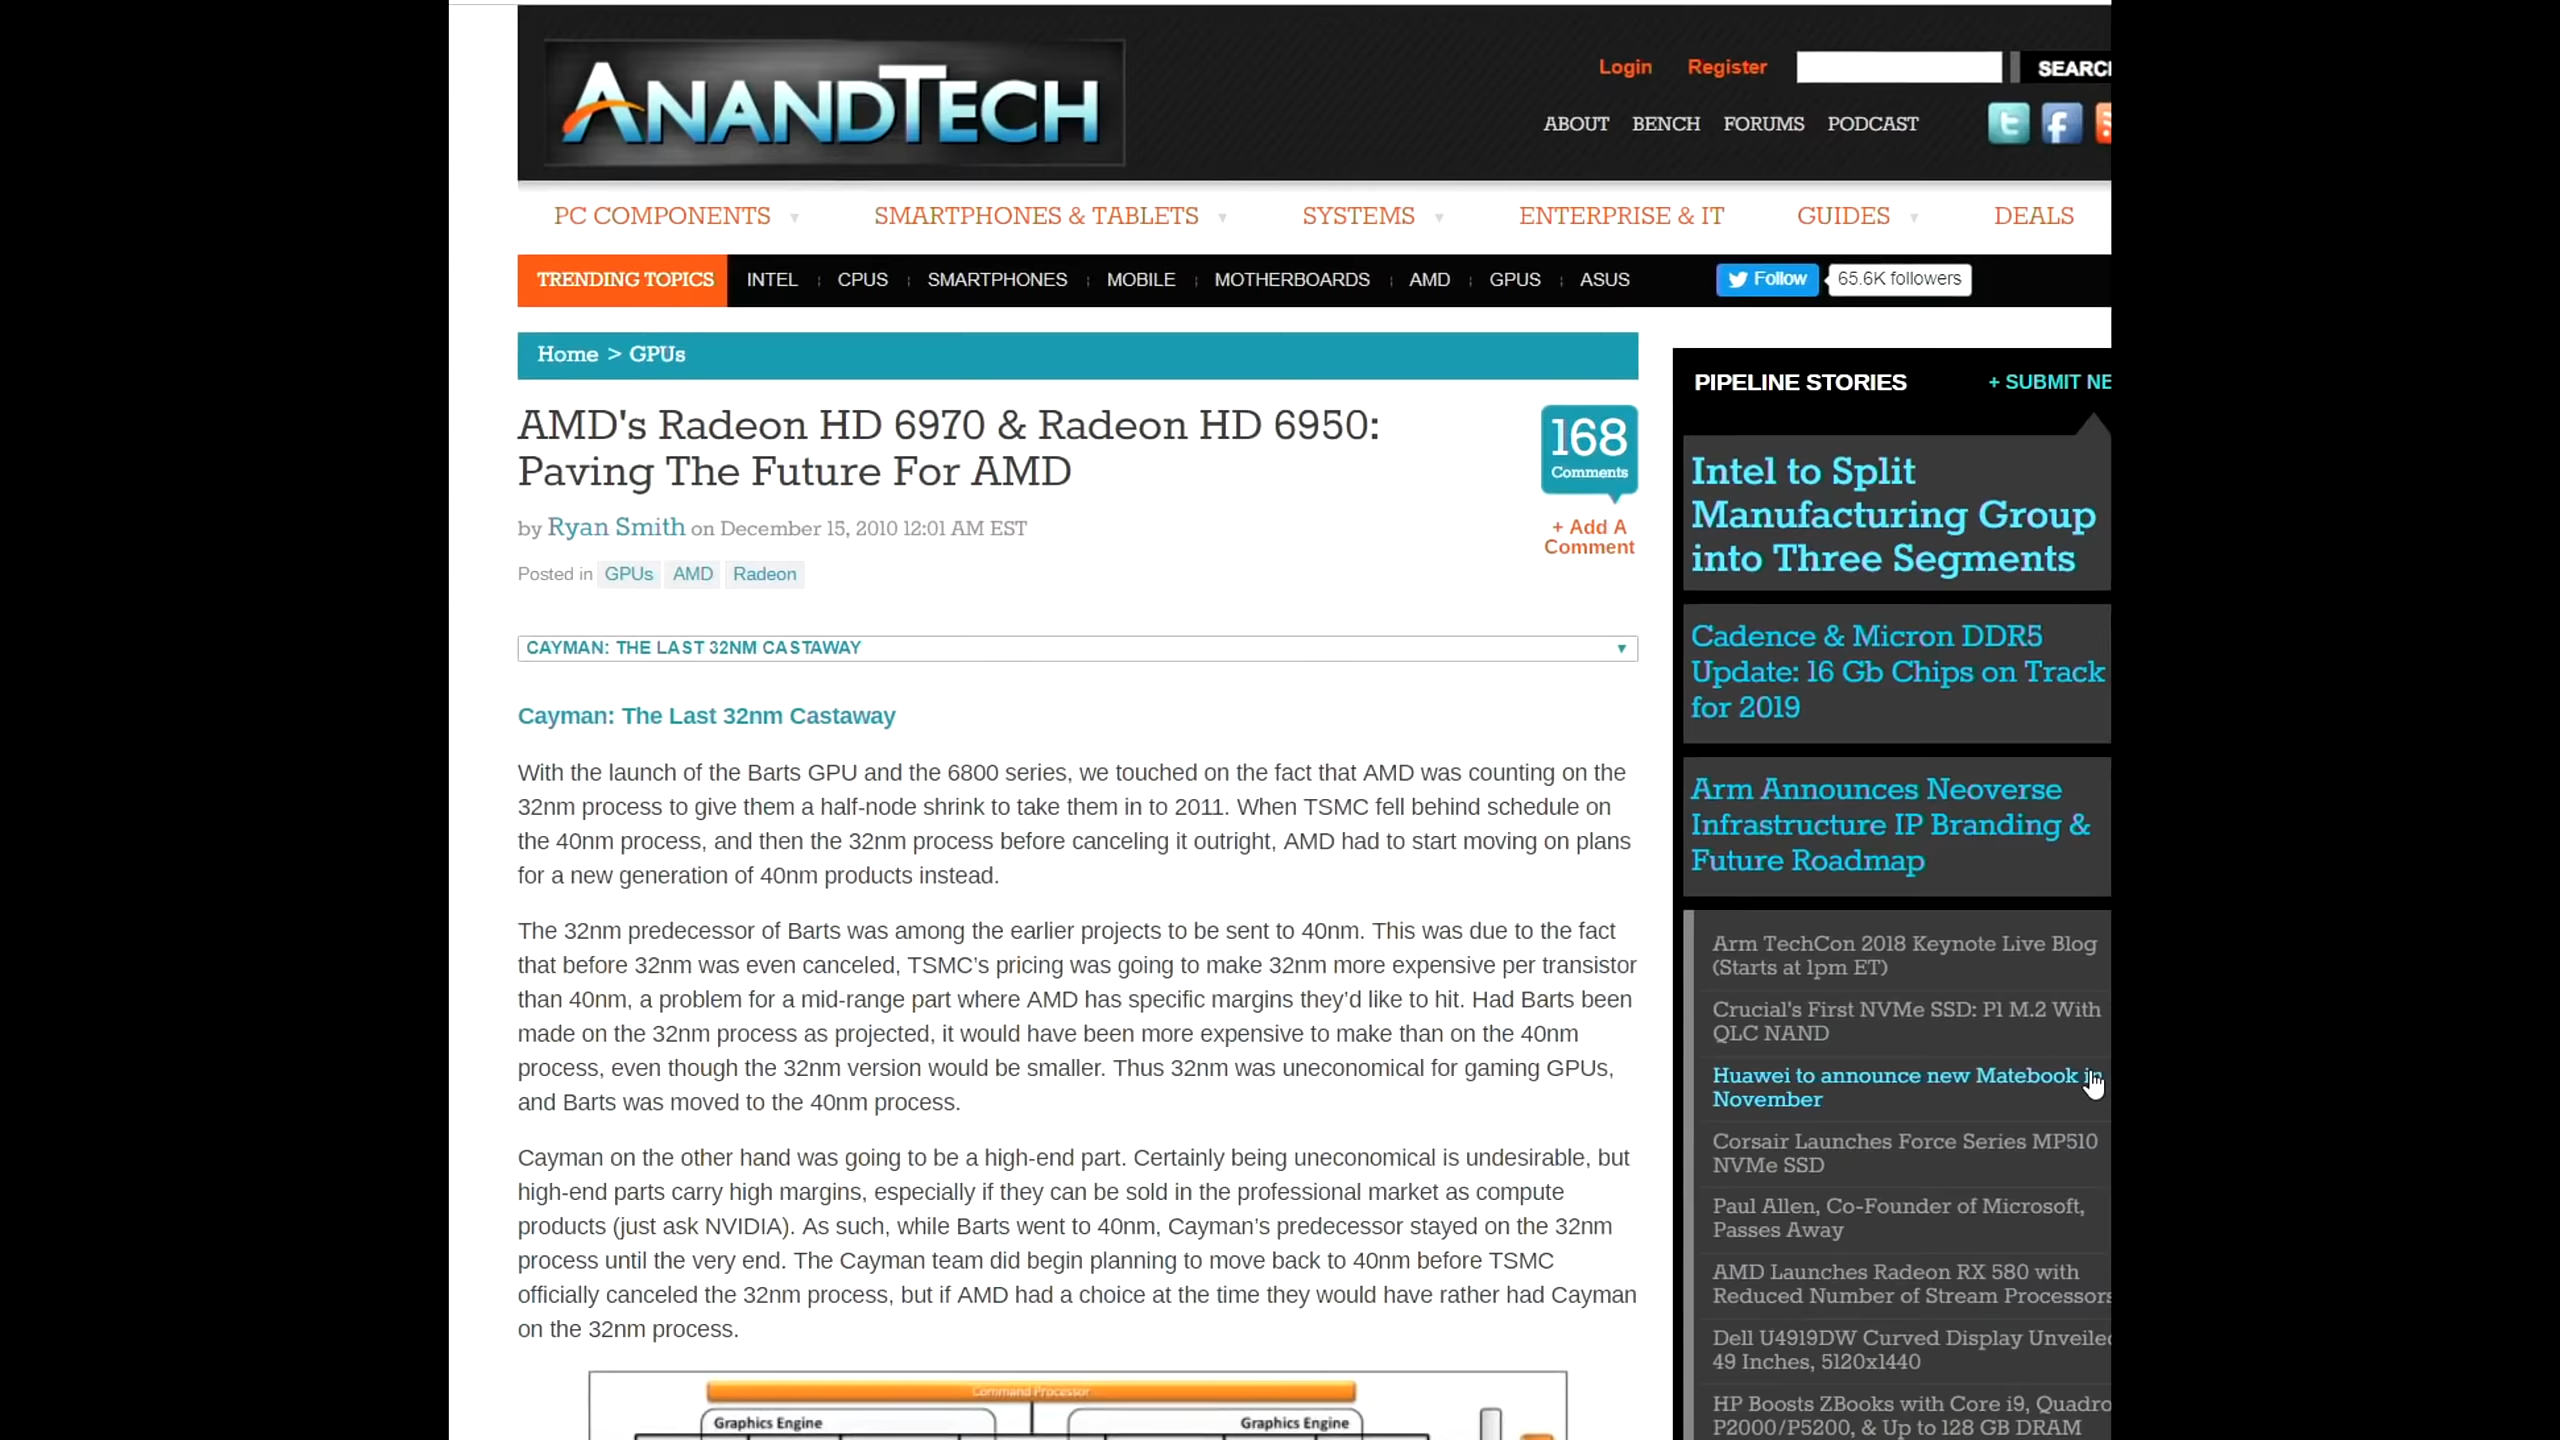 ANANDTECH
Login Register
ABOUT BENCH FORUMS PODCAST
PC COMPONENTS SMARTPHONES & TABLETS SYSTEMS ENTERPRISE & IT GUIDES DEALS
TRENDING TOPICS INTEL CPUS SMARTPHONES MOBILE MOTHERBOARDS AMD GPUS ASUS Follow 65.6K followers
Home > GPUs
AMD's Radeon HD 6970 & Radeon HD 6950:
Paving The Future For AMD
by Ryan Smith on December 15, 2010 12:01 AM EST
Posted in GPUs AMD Radeon
168
Comments
+ Add A
Comment
CAYMAN: THE LAST 32NM CASTAWAY
Cayman: The Last 32nm Castaway
With the launch of the Barts GPU and the 6800 series, we touched on the fact that AMD was counting on the
32nm process to give them a half-node shrink to take them in to 2011. When TSMC fell behind schedule on
the 40nm process, and then the 32nm process before canceling it outright, AMD had to start moving on plans
for a new generation of 40nm products instead.
The 32nm predecessor of Barts was among the earlier projects to be sent to 40nm. This was due to the fact
that before 32nm was even canceled, TSMC’s pricing was going to make 32nm more expensive per transistor
than 40nm, a problem for a mid-range part where AMD has specific margins they’d like to hit. Had Barts been
made on the 32nm process as projected, it would have been more expensive to make than on the 40nm
process, even though the 32nm version would be smaller. Thus 32nm was uneconomical for gaming GPUs,
and Barts was moved to the 40nm process.
Cayman on the other hand was going to be a high-end part. Certainly being uneconomical is undesirable, but
high-end parts carry high margins, especially if they can be sold in the professional market as compute
products (just ask NVIDIA). As such, while Barts went to 40nm, Cayman’s predecessor stayed on the 32nm
process until the very end. The Cayman team did begin planning to move back to 40nm before TSMC
officially canceled the 32nm process, but if AMD had a choice at the time they would have rather had Cayman
on the 32nm process.
Command Processor
Graphics Engine Graphics Engine
PIPELINE STORIES + SUBMIT
Intel to Split
Manufacturing Group
into Three Segments
Cadence & Micron DDR5
Update: 16 Gb Chips on Track
for 2019
Arm Announces Neoverse
Infrastructure IP Branding &
Future Roadmap
Arm TechCon 2018 Keynote Live Blog
(Starts at 1pm ET)
Crucial's First NVMe SSD: P1 M.2 With
QLC NAND
Huawei to announce new Matebook in
November
Corsair Launches Force Series MP510
NVMe SSD
Paul Allen, Co-Founder of Microsoft,
Passes Away
AMD Launches Radeon RX 580 with
Reduced Number of Stream Processors
Dell U4919DW Curved Display
49 Inches, 5120x1440
HP Boosts ZBooks with Core i9, Quadro
P2000/P5200, & Up to 128 GB DRAM